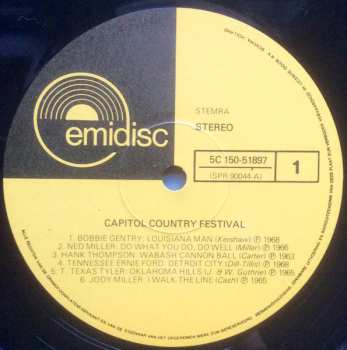 emidisc
STEMRA
STEREO
5C 150-51897
(SPR 90044-A)
1
CAPITOL COUNTRY FESTIVAL
1. BOBBIE GENTRY: LOUISIANA MAN (Kershaw) ℗ 1968
2. NED MILLER: DO WHAT YOU DO, DO WELL (Miller) ℗ 1966
3. HANK THOMPSON: WABASH CANNON BALL (Carter) ℗ 1963
4. TENNESSEE ERNIE FORD: DETROIT CITY (Dill-Tillis) ℗ 1968
5. T. TEXAS TYLER: OKLAHOMA HILLS (J. & W. Guthrie) ℗ 1965
6. JODY MILLER: I WALK THE LINE (Cash) ℗ 1965